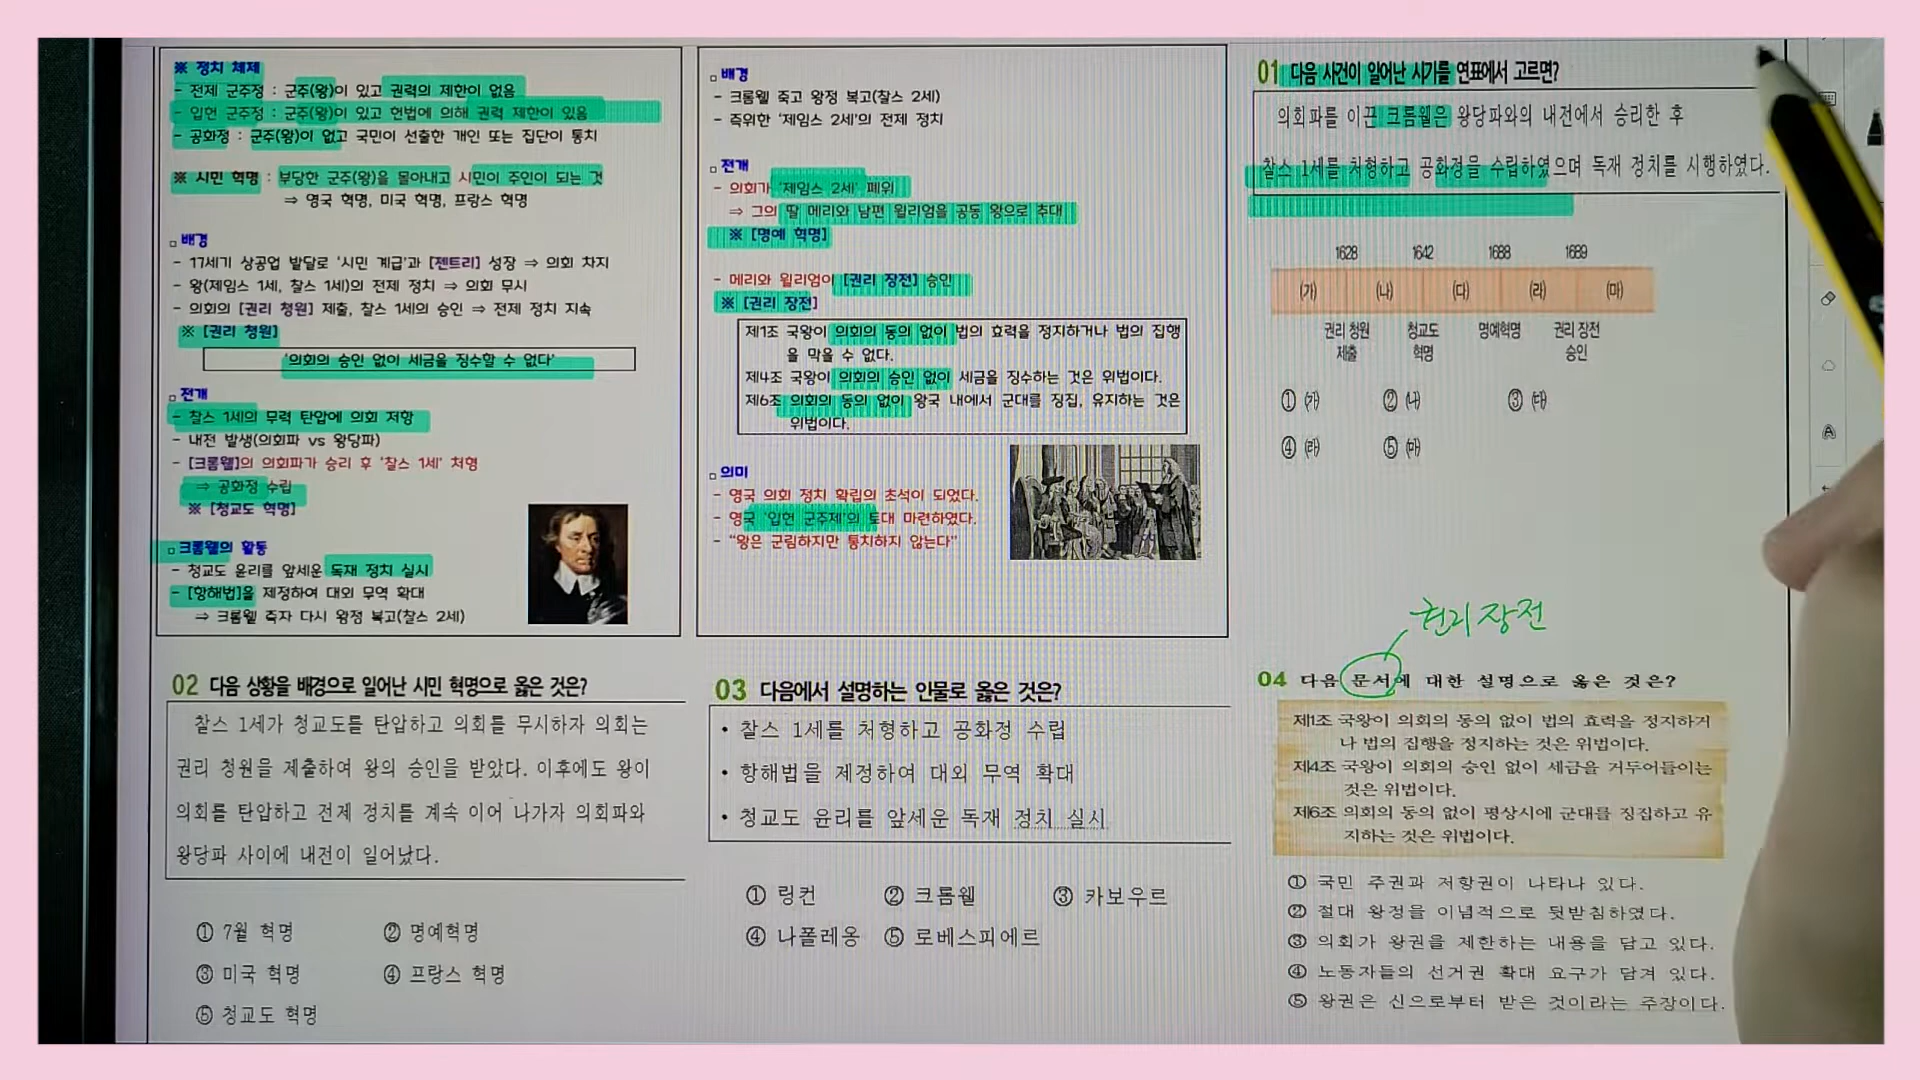 ※ 정치 체제
- 전제 군주정 : 군주(왕)이 있고 권력의 제한이 없음
- 입헌 군주정 : 군주(왕)이 있고 헌법에 의해 권력 제한이 있음
- 공화정 : 군주(왕)이 없고 국민이 선출한 개인 또는 집단이 통치
※ 시민 혁명 : 부당한 군주(왕)을 몰아내고 시민이 주인이 되는 것
⇒ 영국 혁명, 미국 혁명, 프랑스 혁명
□ 배경
- 17세기 상공업 발달로 '시민 계급'과 [젠트리] 성장 ⇒ 의회 차지
- 왕(제임스 1세, 찰스 1세)의 전제 정치 ⇒ 의회 무시
- 의회의 [권리 청원] 제출, 찰스 1세의 승인 ⇒ 전제 정치 지속
※ [권리 청원]
'의회의 승인 없이 세금을 징수할 수 없다'
□ 전개
- 찰스 1세의 무력 탄압에 의회 저항
- 내전 발생(의회파 vs 왕당파)
- [크롬웰]의 의회파가 승리 후 '찰스 1세' 처형
⇒ 공화정 수립
※ [청교도 혁명]
□ 크롬웰의 활동
- 청교도 윤리를 앞세운 독재 정치 실시
- [항해법]을 제정하여 대외 무역 확대
⇒ 크롬웰 죽자 다시 왕정 복고(찰스 2세)
□ 배경
- 크롬웰 죽고 왕정 복고(찰스 2세)
- 즉위한 '제임스 2세'의 전제 정치
□ 전개
- 의회가 '제임스 2세' 폐위
⇒ 그의 딸 메리와 남편 윌리엄을 공동 왕으로 추대
※ [명예 혁명]
- 메리와 윌리엄이 [권리 장전] 승인
※ [권리 장전]
제1조 국왕이 의회의 동의 없이 법의 효력을 정지하거나 법의 집행
을 막을 수 없다.
제4조 국왕이 의회의 승인 없이 세금을 징수하는 것은 위법이다.
제6조 의회의 동의 없이 왕국 내에서 군대를 징집, 유지하는 것은
위법이다.
□ 의미
- 영국 의회 정치 확립의 초석이 되었다.
- 영국 '입헌 군주제'의 토대 마련하였다.
- "왕은 군림하지만 통치하지 않는다"
01 다음 사건이 일어난 시기를 연표에서 고르면?
의회파를 이끈 크롬웰은 왕당파와의 내전에서 승리한 후
찰스 1세를 처형하고 공화정을 수립하였으며 독재 정치를 시행하였다.
1628 1642 1688 1689
(가) (나) (다) (라) (마)
권리 청원 청교도 명예혁명 권리 장전
제출 혁명 승인
① (가) ② (나) ③ (다)
④ (라) ⑤ (마)
02 다음 상황을 배경으로 일어난 시민 혁명으로 옳은 것은?
찰스 1세가 청교도를 탄압하고 의회를 무시하자 의회는
권리 청원을 제출하여 왕의 승인을 받았다. 이후에도 왕이
의회를 탄압하고 전제 정치를 계속 이어 나가자 의회파와
왕당파 사이에 내전이 일어났다.
① 7월 혁명 ② 명예혁명
③ 미국 혁명 ④ 프랑스 혁명
⑤ 청교도 혁명
03 다음에서 설명하는 인물로 옳은 것은?
• 찰스 1세를 처형하고 공화정 수립
• 항해법을 제정하여 대외 무역 확대
• 청교도 윤리를 앞세운 독재 정치 실시
① 링컨 ② 크롬웰 ③ 카보우르
④ 나폴레옹 ⑤ 로베스피에르
권리 장전
04 다음 문서에 대한 설명으로 옳은 것은?
제1조 국왕이 의회의 동의 없이 법의 효력을 정지하거
나 법의 집행을 정지하는 것은 위법이다.
제4조 국왕이 의회의 승인 없이 세금을 거두어들이는
것은 위법이다.
제6조 의회의 동의 없이 평상시에 군대를 징집하고 유
지하는 것은 위법이다.
① 국민 주권과 저항권이 나타나 있다.
② 절대 왕정을 이념적으로 뒷받침하였다.
③ 의회가 왕권을 제한하는 내용을 담고 있다.
④ 노동자들의 선거권 확대 요구가 담겨 있다.
⑤ 왕권은 신으로부터 받은 것이라는 주장이다.